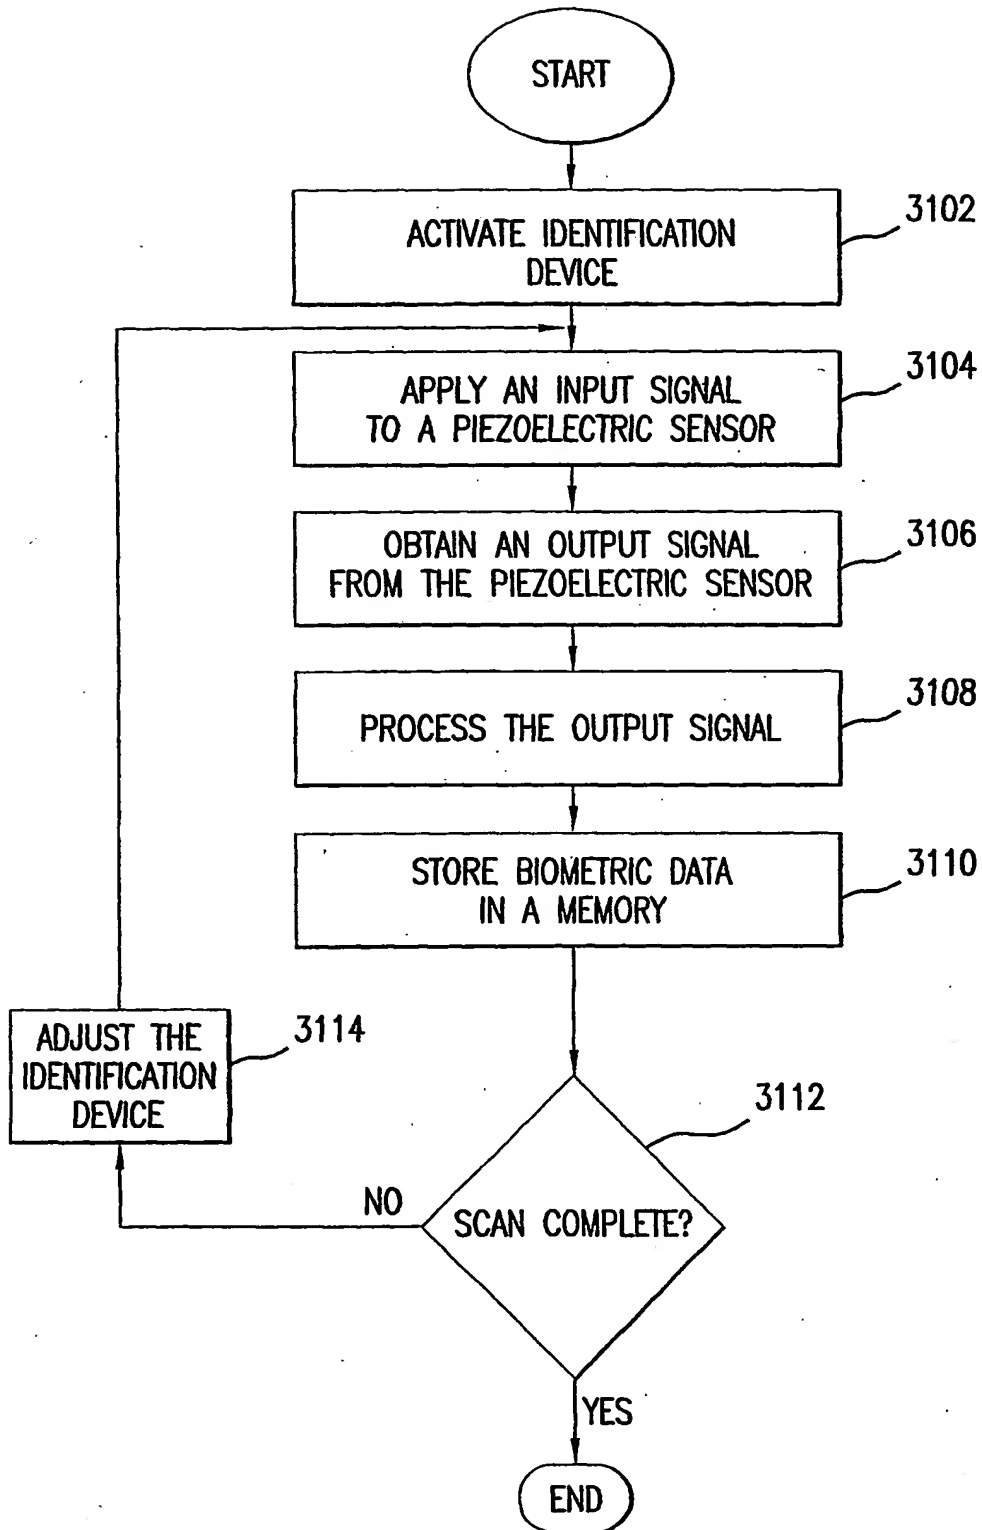 START
ACTIVATE IDENTIFICATION
DEVICE
3102
APPLY AN INPUT SIGNAL
TO A PIEZOELECTRIC SENSOR
3104
OBTAIN AN OUTPUT SIGNAL
FROM THE PIEZOELECTRIC SENSOR
3106
PROCESS THE OUTPUT SIGNAL
3108
STORE BIOMETRIC DATA
IN A MEMORY
3110
ADJUST THE
IDENTIFICATION
DEVICE
3114
3112
SCAN COMPLETE?
NO
YES
END